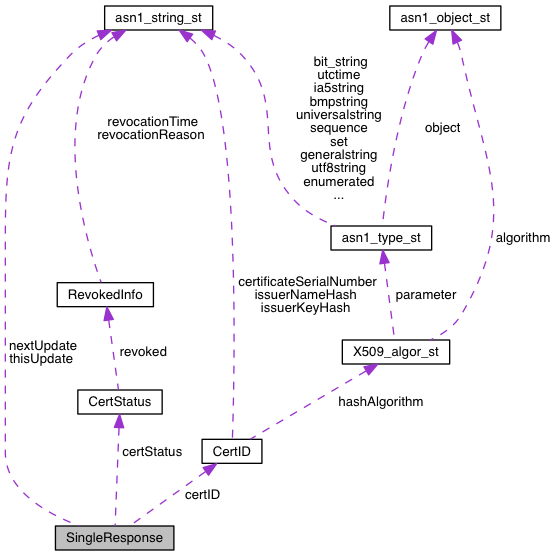 asn1_string_st
asn1_object_st
bit_string
utctime
ia5string
bmpstring
universalstring
sequence
set
generalstring
utf8string
enumerated
...
revocationTime
revocationReason
object
asn1_type_st
algorithm
certificateSerialNumber
issuerNameHash
issuerKeyHash
RevokedInfo
parameter
nextUpdate
thisUpdate
revoked
X509_algor_st
CertStatus
hashAlgorithm
certStatus
CertID
certID
SingleResponse